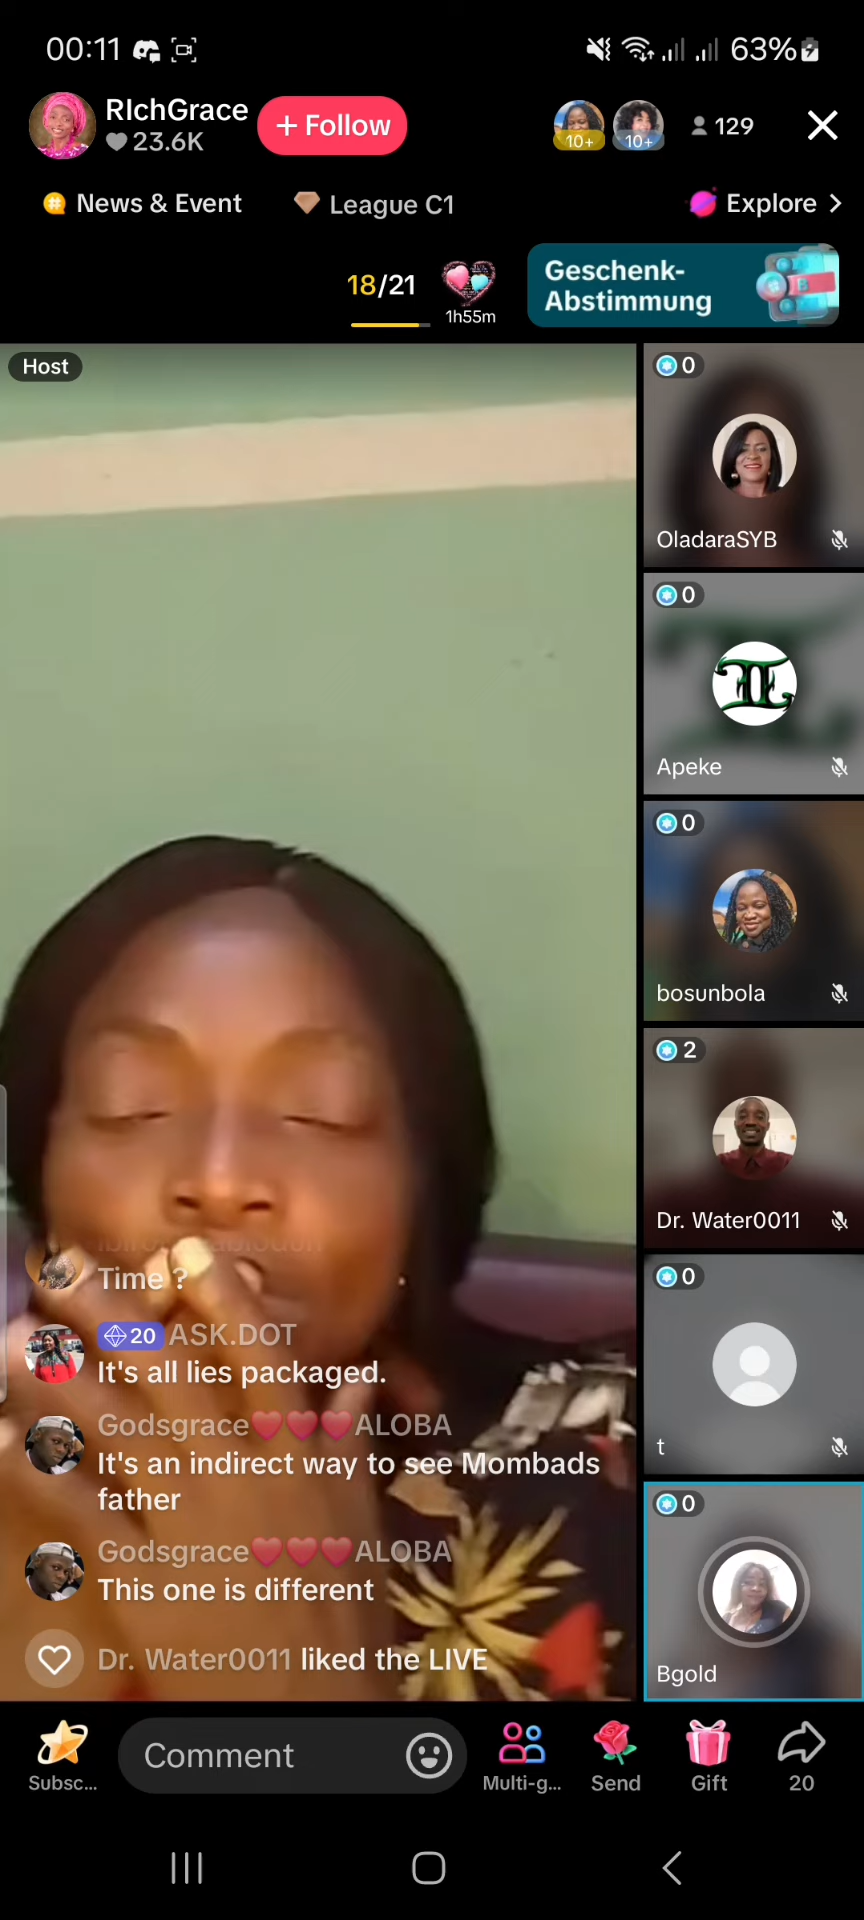 00:11
63%
RIchGrace
23.6K
+ Follow
10+
10+
129
News & Event
League C1
Explore >
18/21
1h55m
Geschenk-
Abstimmung
Host
0
OladaraSYB
0
Apeke
0
bosunbola
2
Dr. Water0011
0
t
0
Bgold
Time ?
20 ASK.DOT
It's all lies packaged.
Godsgrace❤️❤️❤️ALOBA
It's an indirect way to see Mombads
father
Godsgrace❤️❤️❤️ALOBA
This one is different
Dr. Water0011 liked the LIVE
Subsc...
Comment
Multi-g...
Send
Gift
20